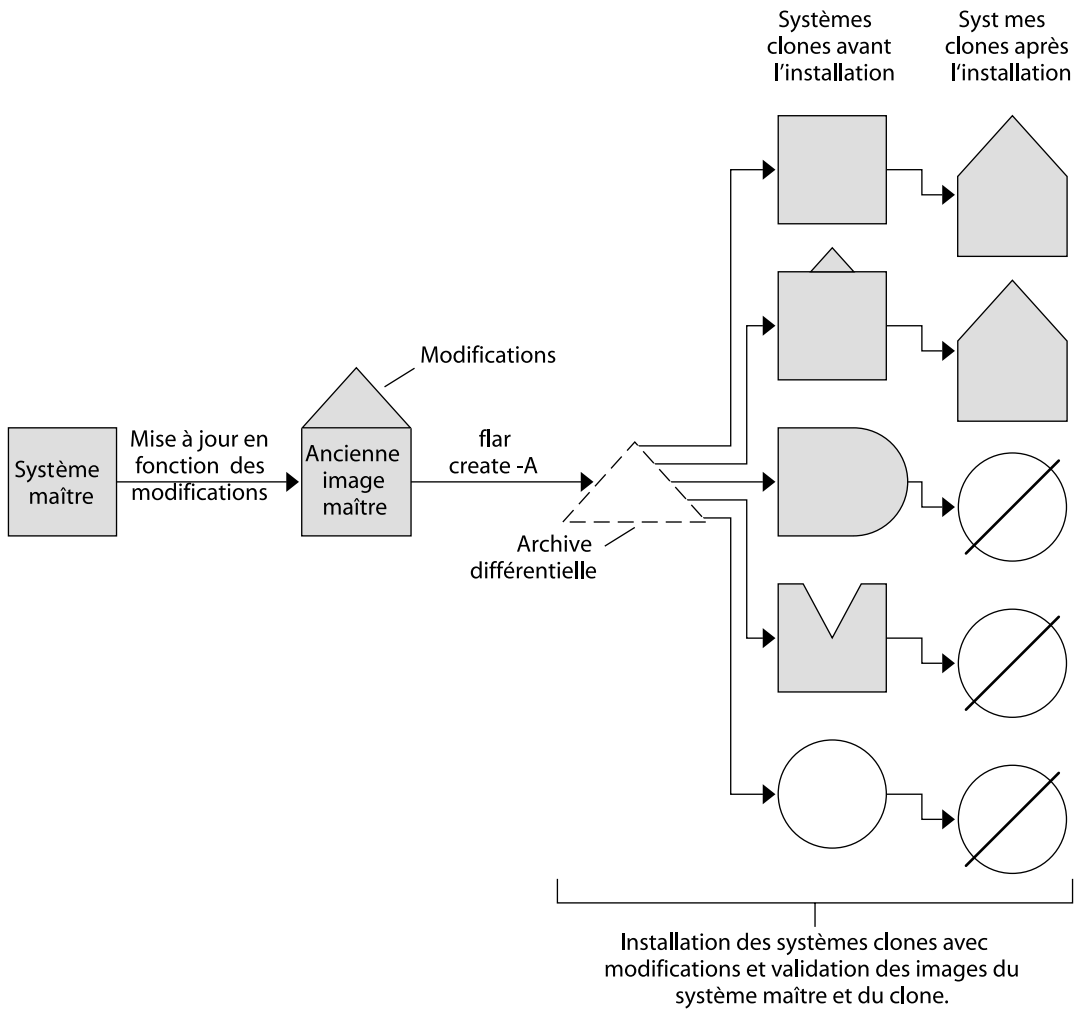 Systèmes
clones avant
l'installation
Syst mes
clones après
l'installation
Modifications
Système
maître
Mise à jour en
fonction des
modifications
Ancienne
image
maître
flar
create -A
Archive
différentielle
Installation des systèmes clones avec
modifications et validation des images du
système maître et du clone.